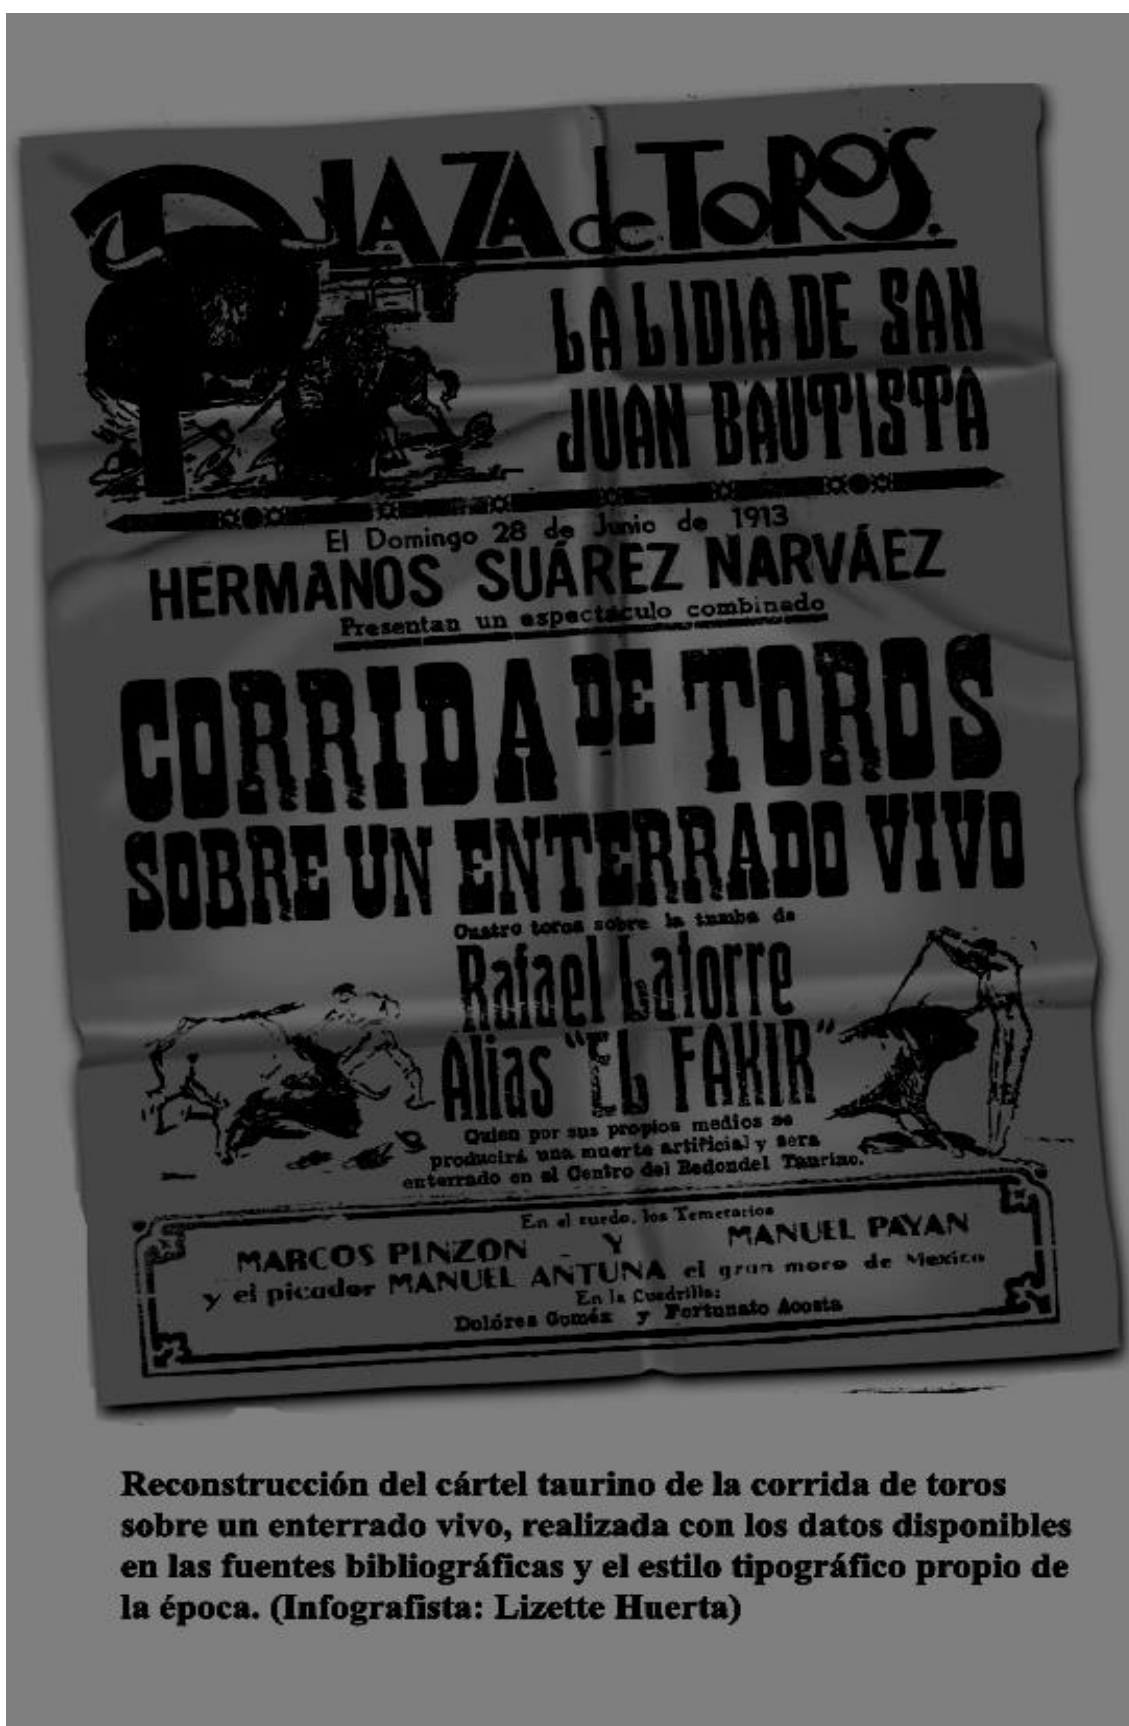 PLAZA de TOROS.
LA LIDIA DE SAN
JUAN BAUTISTA
El Domingo 28 de Junio de 1913
HERMANOS SUÁREZ NARVÁEZ
Presentan un espectáculo combinado
CORRIDA DE TOROS
SOBRE UN ENTERRADO VIVO
Cuatro toros sobre la tumba de
Rafael Latorre
Alias "EL FAKIR"
Quien por sus propios medios se
producirá una muerte artificial y sera
enterrado en el Centro del Redondel Taurino.
En el ruedo, los Temerarios
MARCOS PINZON - Y MANUEL PAYAN
y el picador MANUEL ANTUNA el gran moro de Mexico
En la Cuadrilla:
Dolóres Goméx y Fortunato Acosta
Reconstrucción del cártel taurino de la corrida de toros
sobre un enterrado vivo, realizada con los datos disponibles
en las fuentes bibliográficas y el estilo tipográfico propio de
la época. (Infografista: Lizette Huerta)